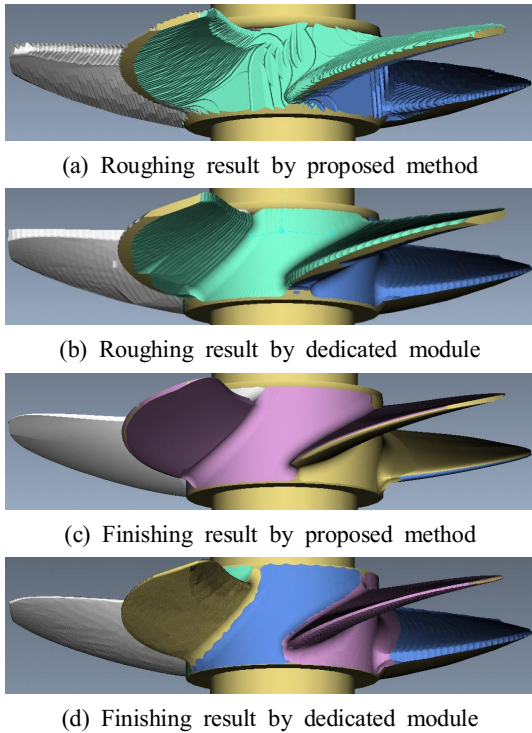 (a) Roughing result by proposed method
(b) Roughing result by dedicated module
(c) Finishing result by proposed method
(d) Finishing result by dedicated module